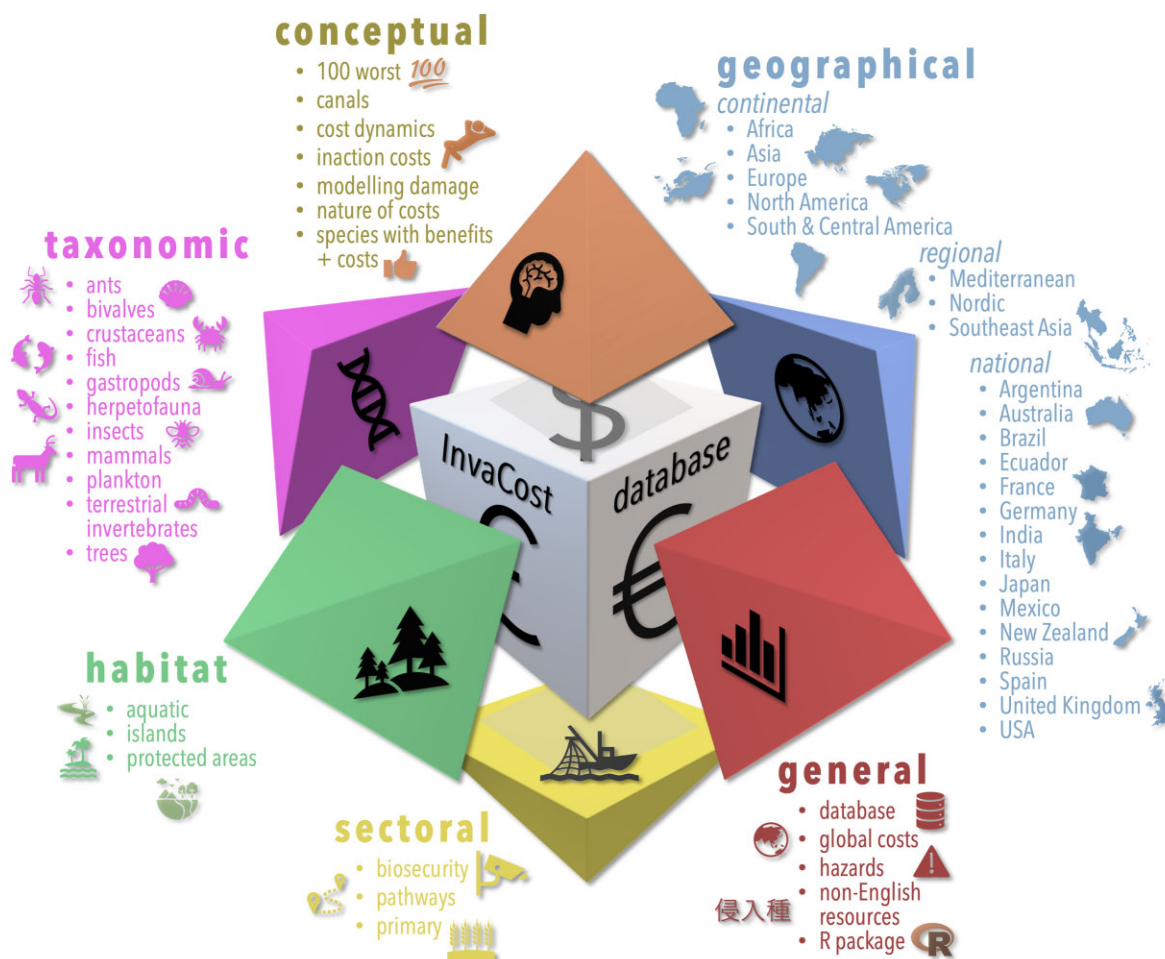 conceptual
• 100 worst 100
• canals
• cost dynamics
• inaction costs
• modelling damage
• nature of costs
• species with benefits
+ costs
geographical
continental
• Africa
• Asia
• Europe
• North America
• South & Central America
regional
• Mediterranean
• Nordic
• Southeast Asia
national
• Argentina
• Australia
• Brazil
• Ecuador
• France
• Germany
• India
• Italy
• Japan
• Mexico
• New Zealand
• Russia
• Spain
• United Kingdom
• USA
taxonomic
• ants
• bivalves
• crustaceans
• fish
• gastropods
• herpetofauna
• insects
• mammals
• plankton
• terrestrial
invertebrates
• trees
$
InvaCost
database
£
€
habitat
• aquatic
• islands
• protected areas
sectoral
• biosecurity
• pathways
• primary
general
• database
• global costs
• hazards
• non-English
resources
侵入種
• R package R